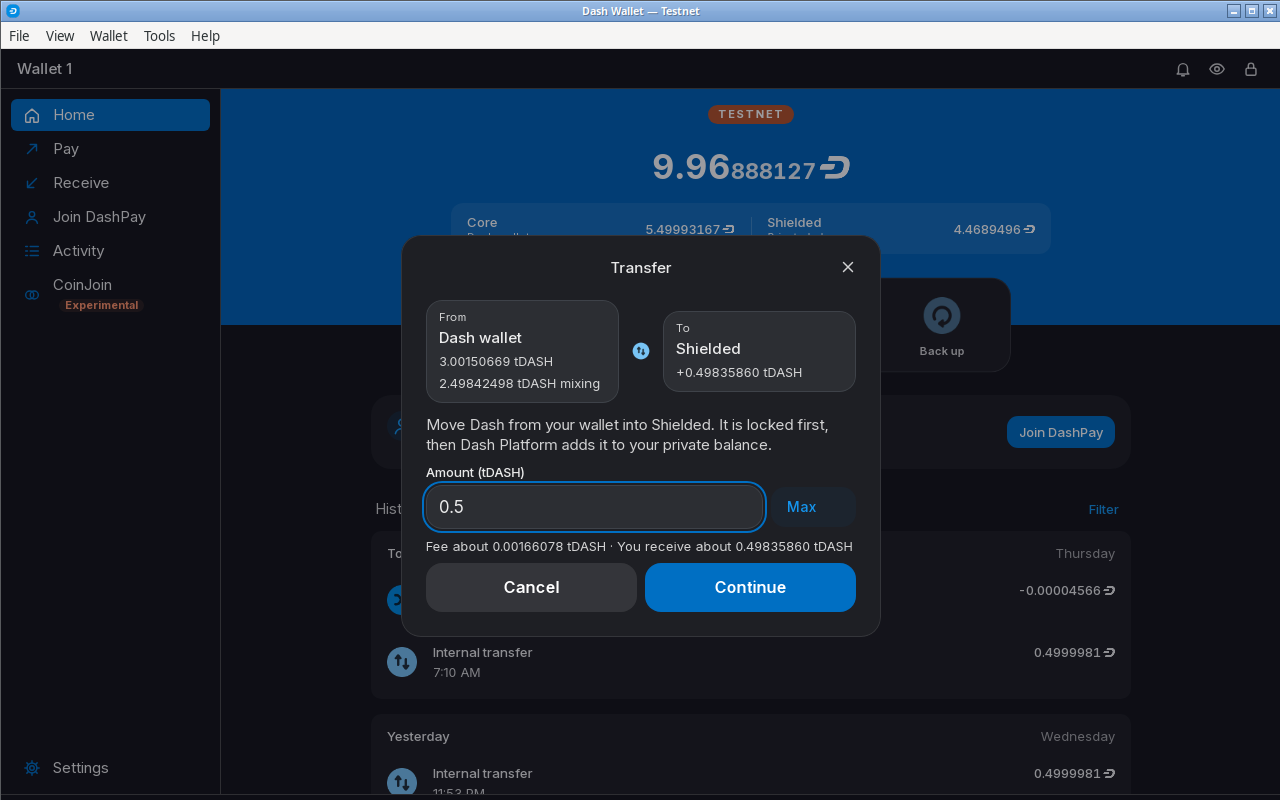 Dash Wallet — Testnet
File View Wallet Tools Help
Wallet 1
Home
Pay
Receive
Join DashPay
Activity
CoinJoin
Experimental
Settings
TESTNET
9.96888127
Core
5.49993167
Shielded
4.4689496
Transfer
From
Dash wallet
3.00150669 tDASH
2.49842498 tDASH mixing
To
Shielded
+0.49835860 tDASH
Move Dash from your wallet into Shielded. It is locked first,
then Dash Platform adds it to your private balance.
Amount (tDASH)
0.5
Max
Fee about 0.00166078 tDASH · You receive about 0.49835860 tDASH
Cancel
Continue
Back up
Join DashPay
Filter
Thursday
-0.00004566
Internal transfer
0.4999981
7:10 AM
Yesterday
Wednesday
Internal transfer
0.4999981
11:53 PM